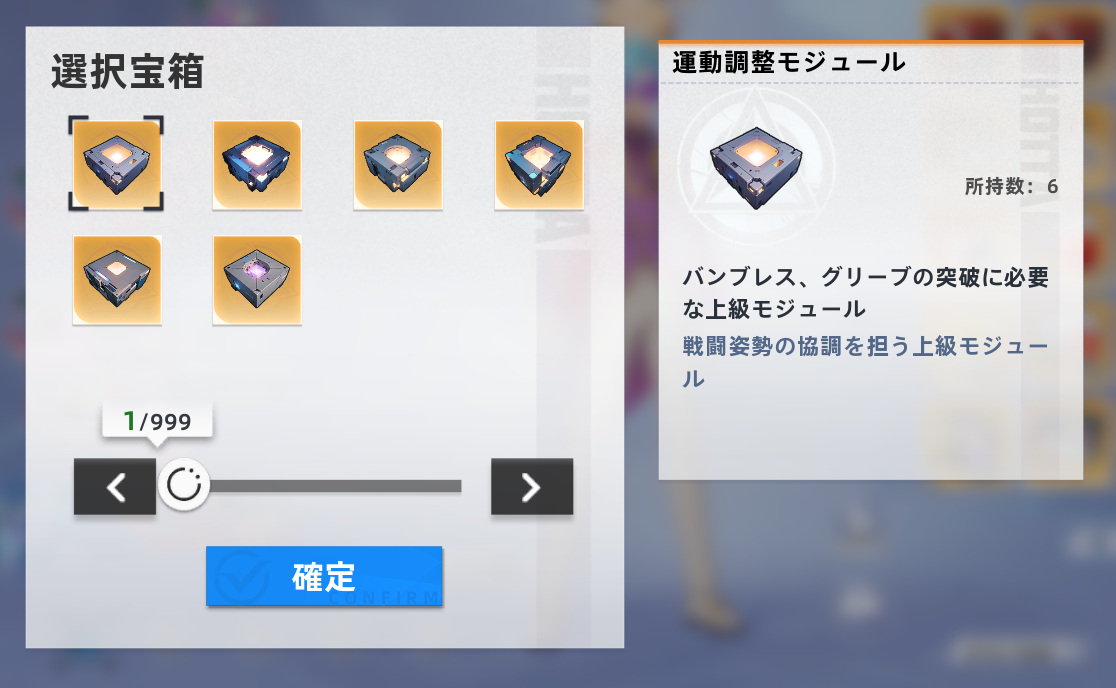 選択宝箱
1/999
確定
CONFIRM
運動調整モジュール
所持数：6
バンブレス、グリーブの突破に必要
な上級モジュール
戦闘姿勢の協調を担う上級モジュー
ル